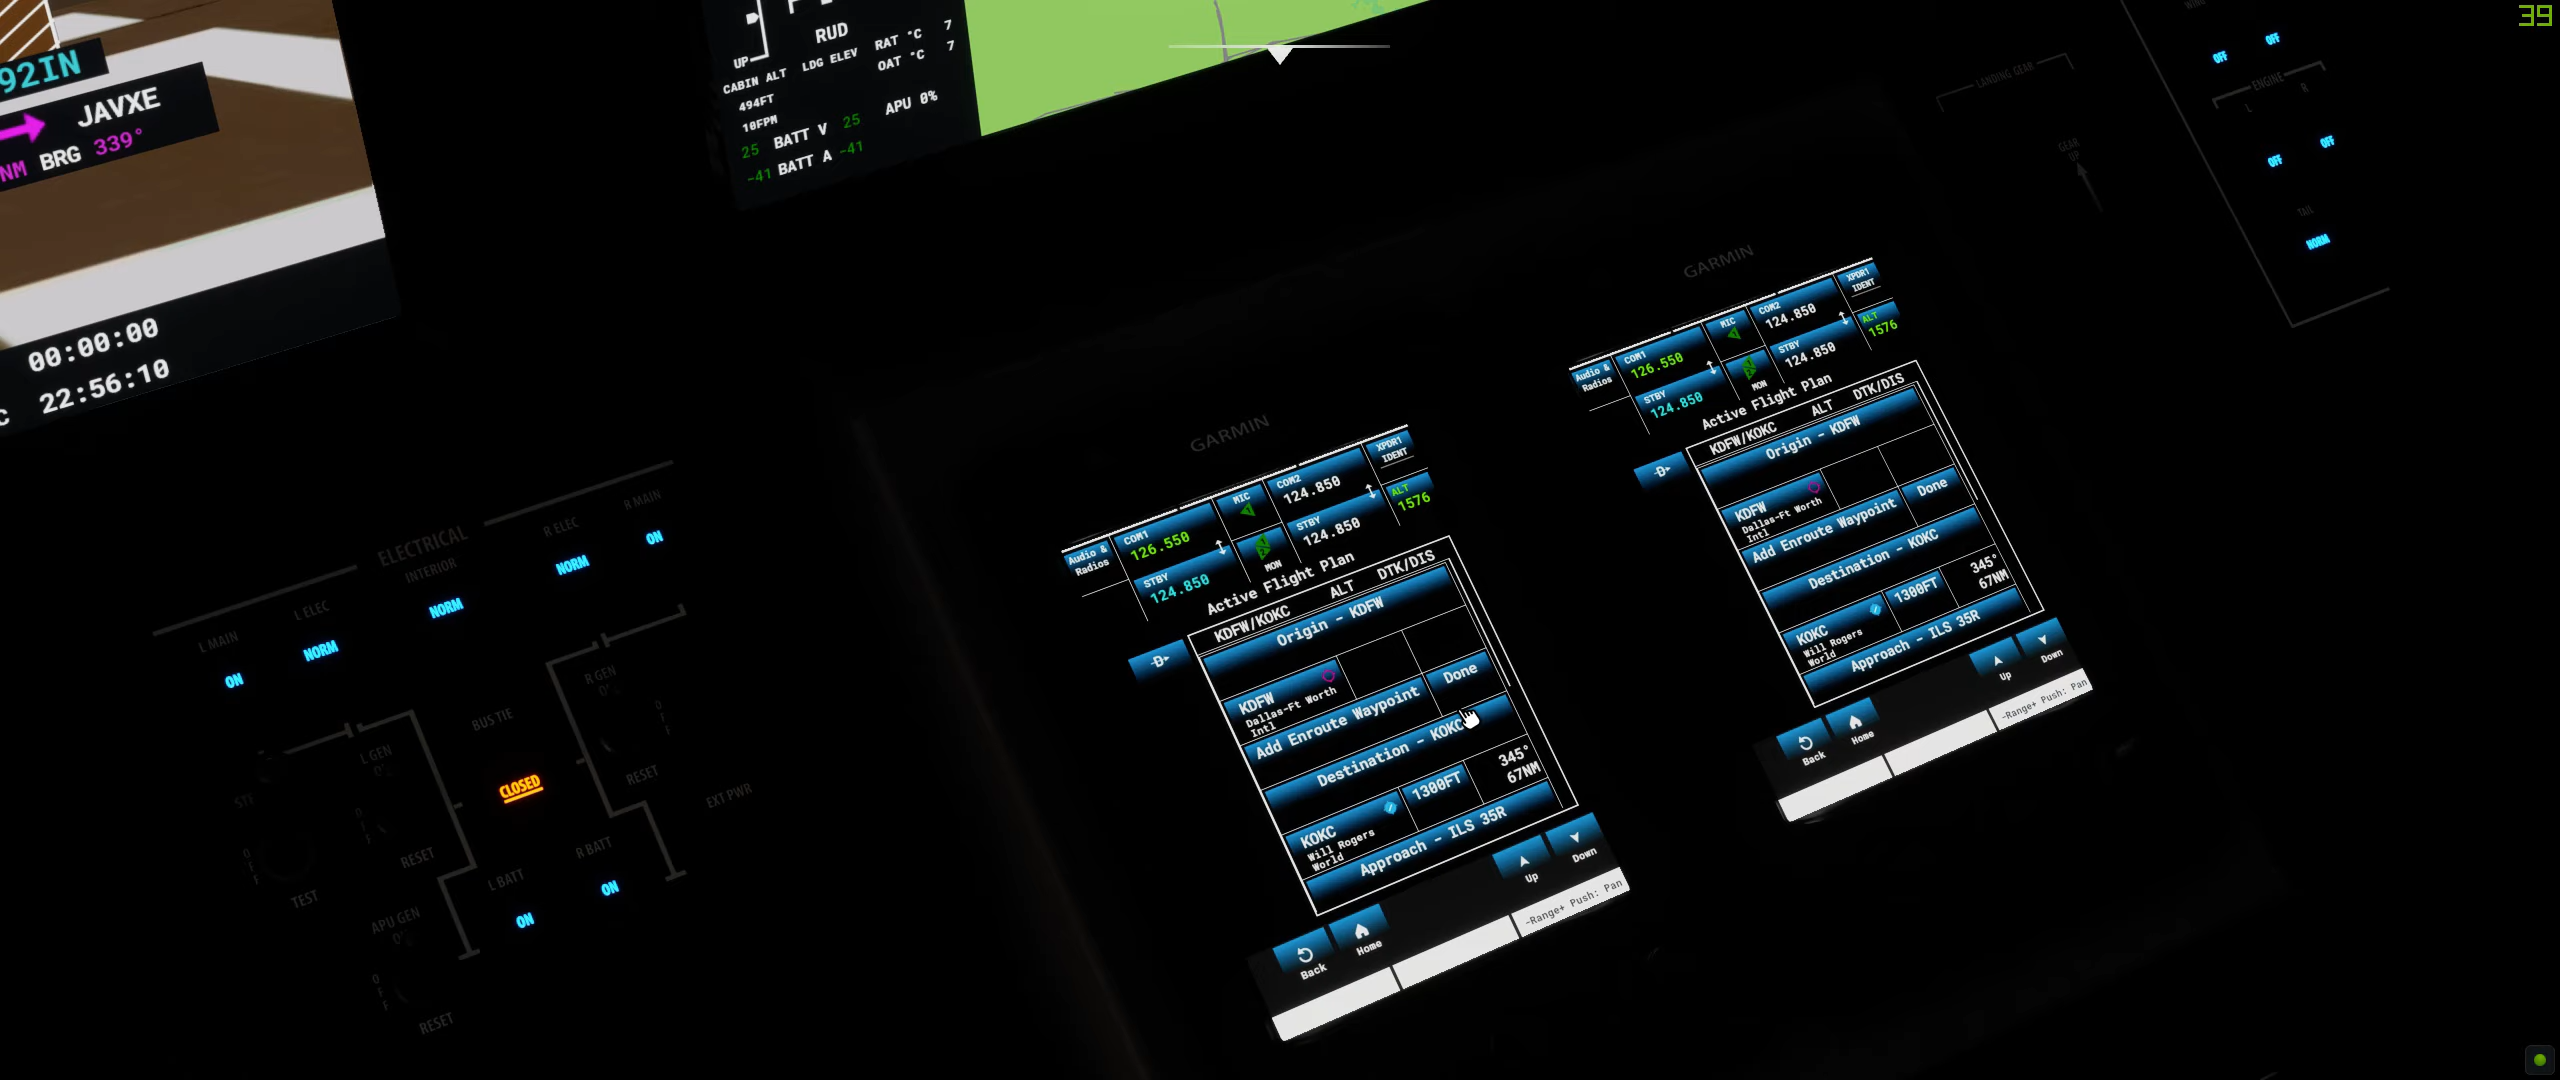 39
92IN
JAVXE
NM BRG 339°
00:00:00
C 22:56:10
UP
RUD
CABIN ALT LDG ELEV
494FT
10FPM
RAT °C 7
OAT °C 7
APU 0%
25 BATT V 25
-41 BATT A -41
LANDING GEAR
GEAR UP
OFF OFF
ENGINE
L R
OFF OFF
TAIL
NORM
ELECTRICAL
INTERIOR
L MAIN
L ELEC
R ELEC
R MAIN
ON
NORM
NORM
NORM
ON
L GEN
BUS TIE
R GEN
CLOSED
RESET
RESET
EXT PWR
TEST
L BATT
R BATT
ON
ON
APU GEN
RESET
GARMIN
Audio & Radios
COM1
126.550
STBY
124.850
MIC
MON
COM2
124.850
STBY
124.850
XPDR1
IDENT
ALT
1576
Active Flight Plan
KDFW/KOKC ALT DTK/DIS
Origin - KDFW
KDFW
Dallas-Ft Worth
Intl
Add Enroute Waypoint
Done
Destination - KOKC
KOKC
Will Rogers
World
1300FT
345°
67NM
Approach - ILS 35R
D
Back
Home
Up
Down
-Range+ Push: Pan
GARMIN
Audio & Radios
COM1
126.550
STBY
124.850
MIC
MON
COM2
124.850
STBY
124.850
XPDR1
IDENT
ALT
1576
Active Flight Plan
KDFW/KOKC ALT DTK/DIS
Origin - KDFW
KDFW
Dallas-Ft Worth
Intl
Add Enroute Waypoint
Done
Destination - KOKC
KOKC
Will Rogers
World
1300FT
345°
67NM
Approach - ILS 35R
D
Back
Home
Up
Down
-Range+ Push: Pan